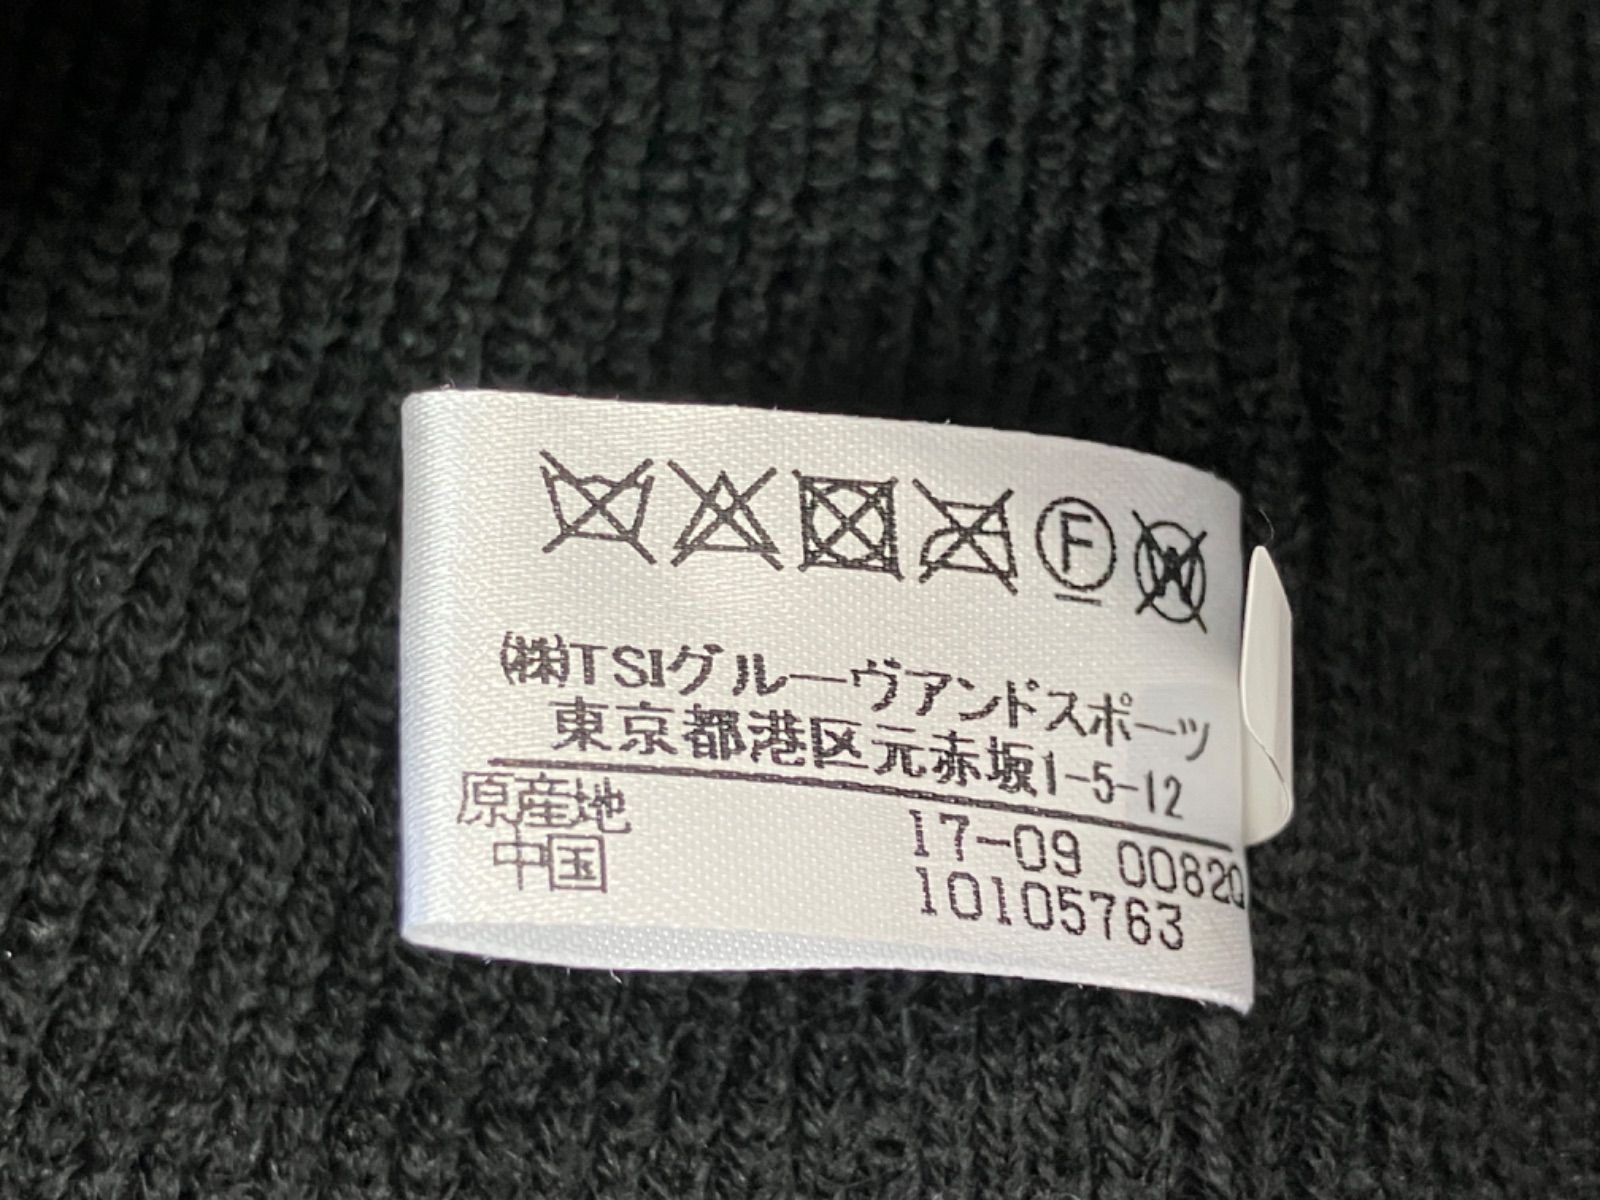 F W
㈱TSIグルーヴアンドスポーツ
東京都港区元赤坂1-5-12
原産地
中国
17-09 00820
10105763